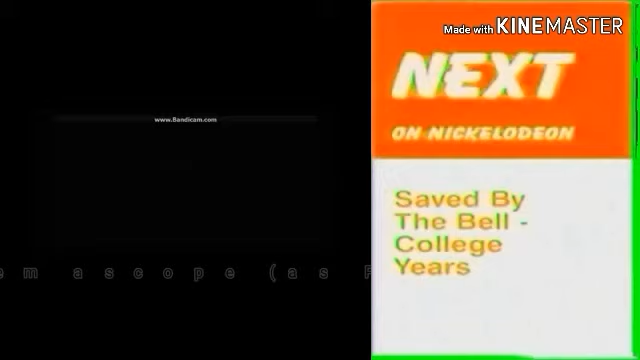 Made with KINEMASTER
NEXT
ON NICKELODEON
www.Bandicam.com
Saved By
The Bell -
College
Years
e m a s c o p e ( a s